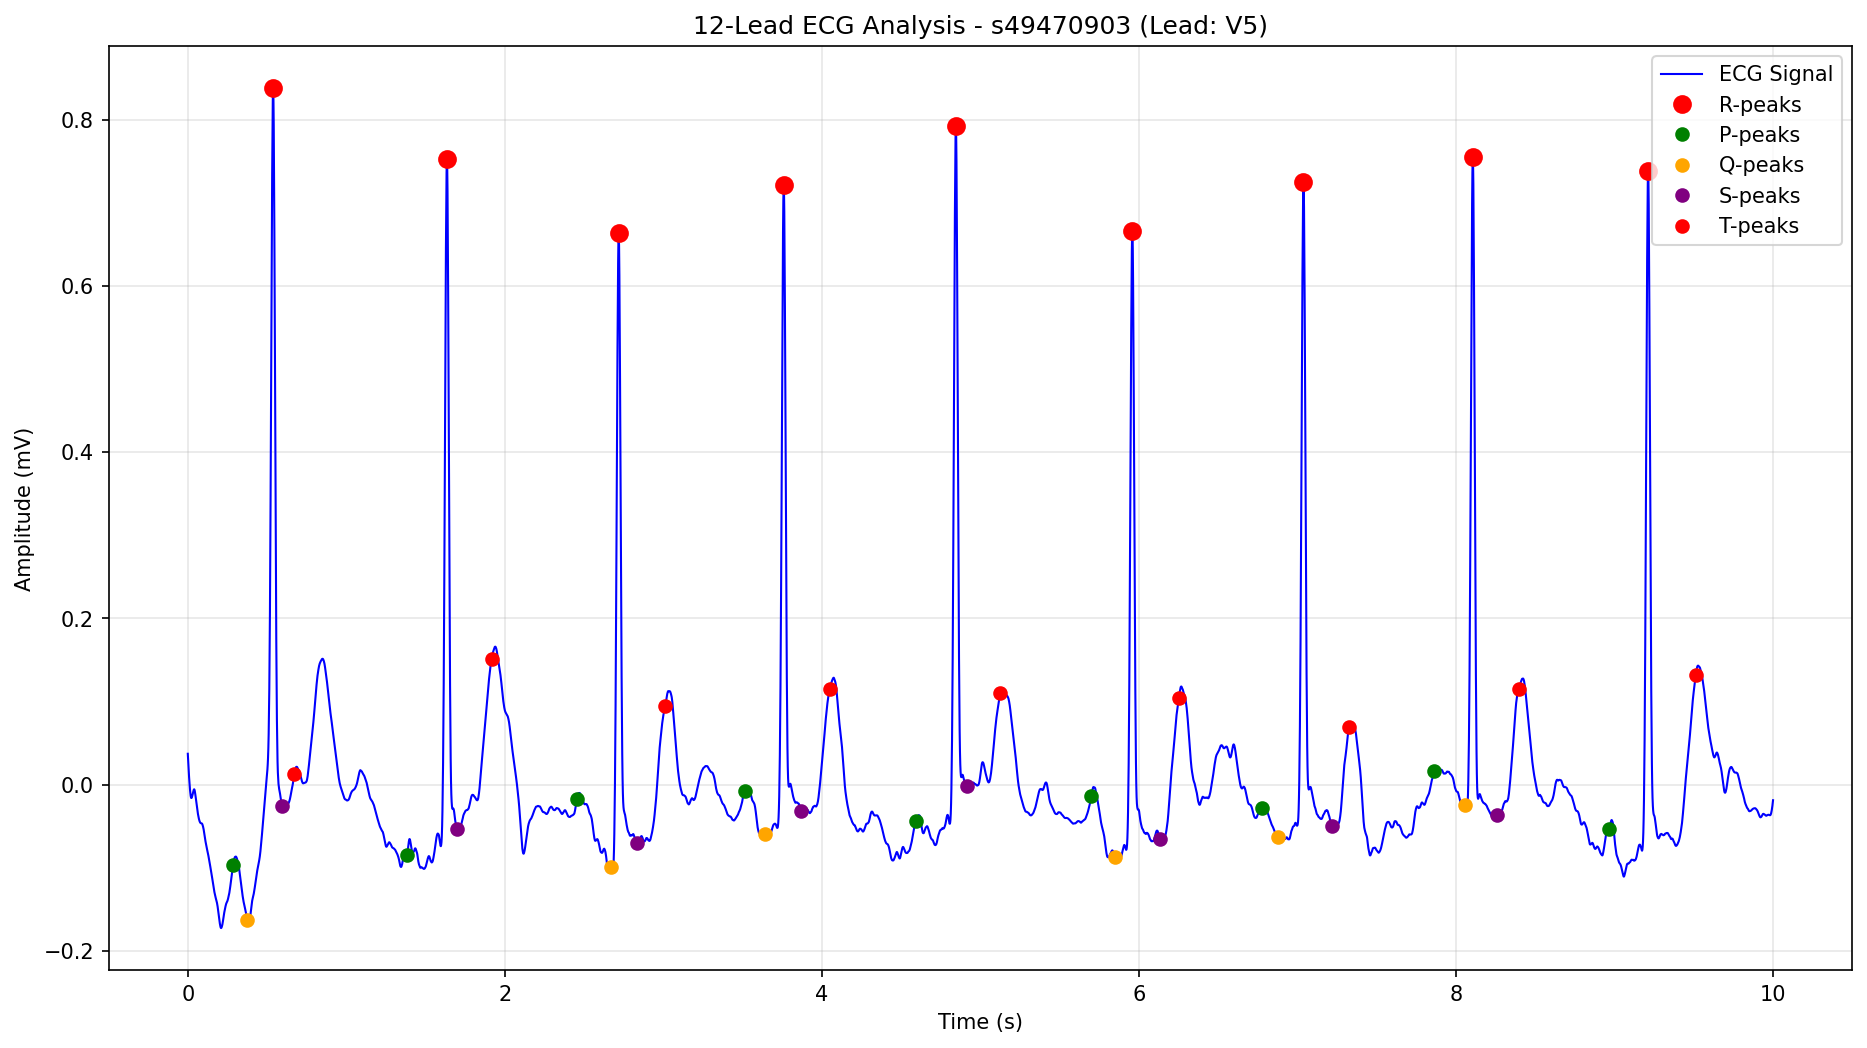 12-Lead ECG Analysis - s49470903 (Lead: V5)
ECG Signal
R-peaks
P-peaks
Q-peaks
S-peaks
T-peaks
Amplitude (mV)
0.8
0.6
0.4
0.2
0.0
−0.2
0 2 4 6 8 10
Time (s)